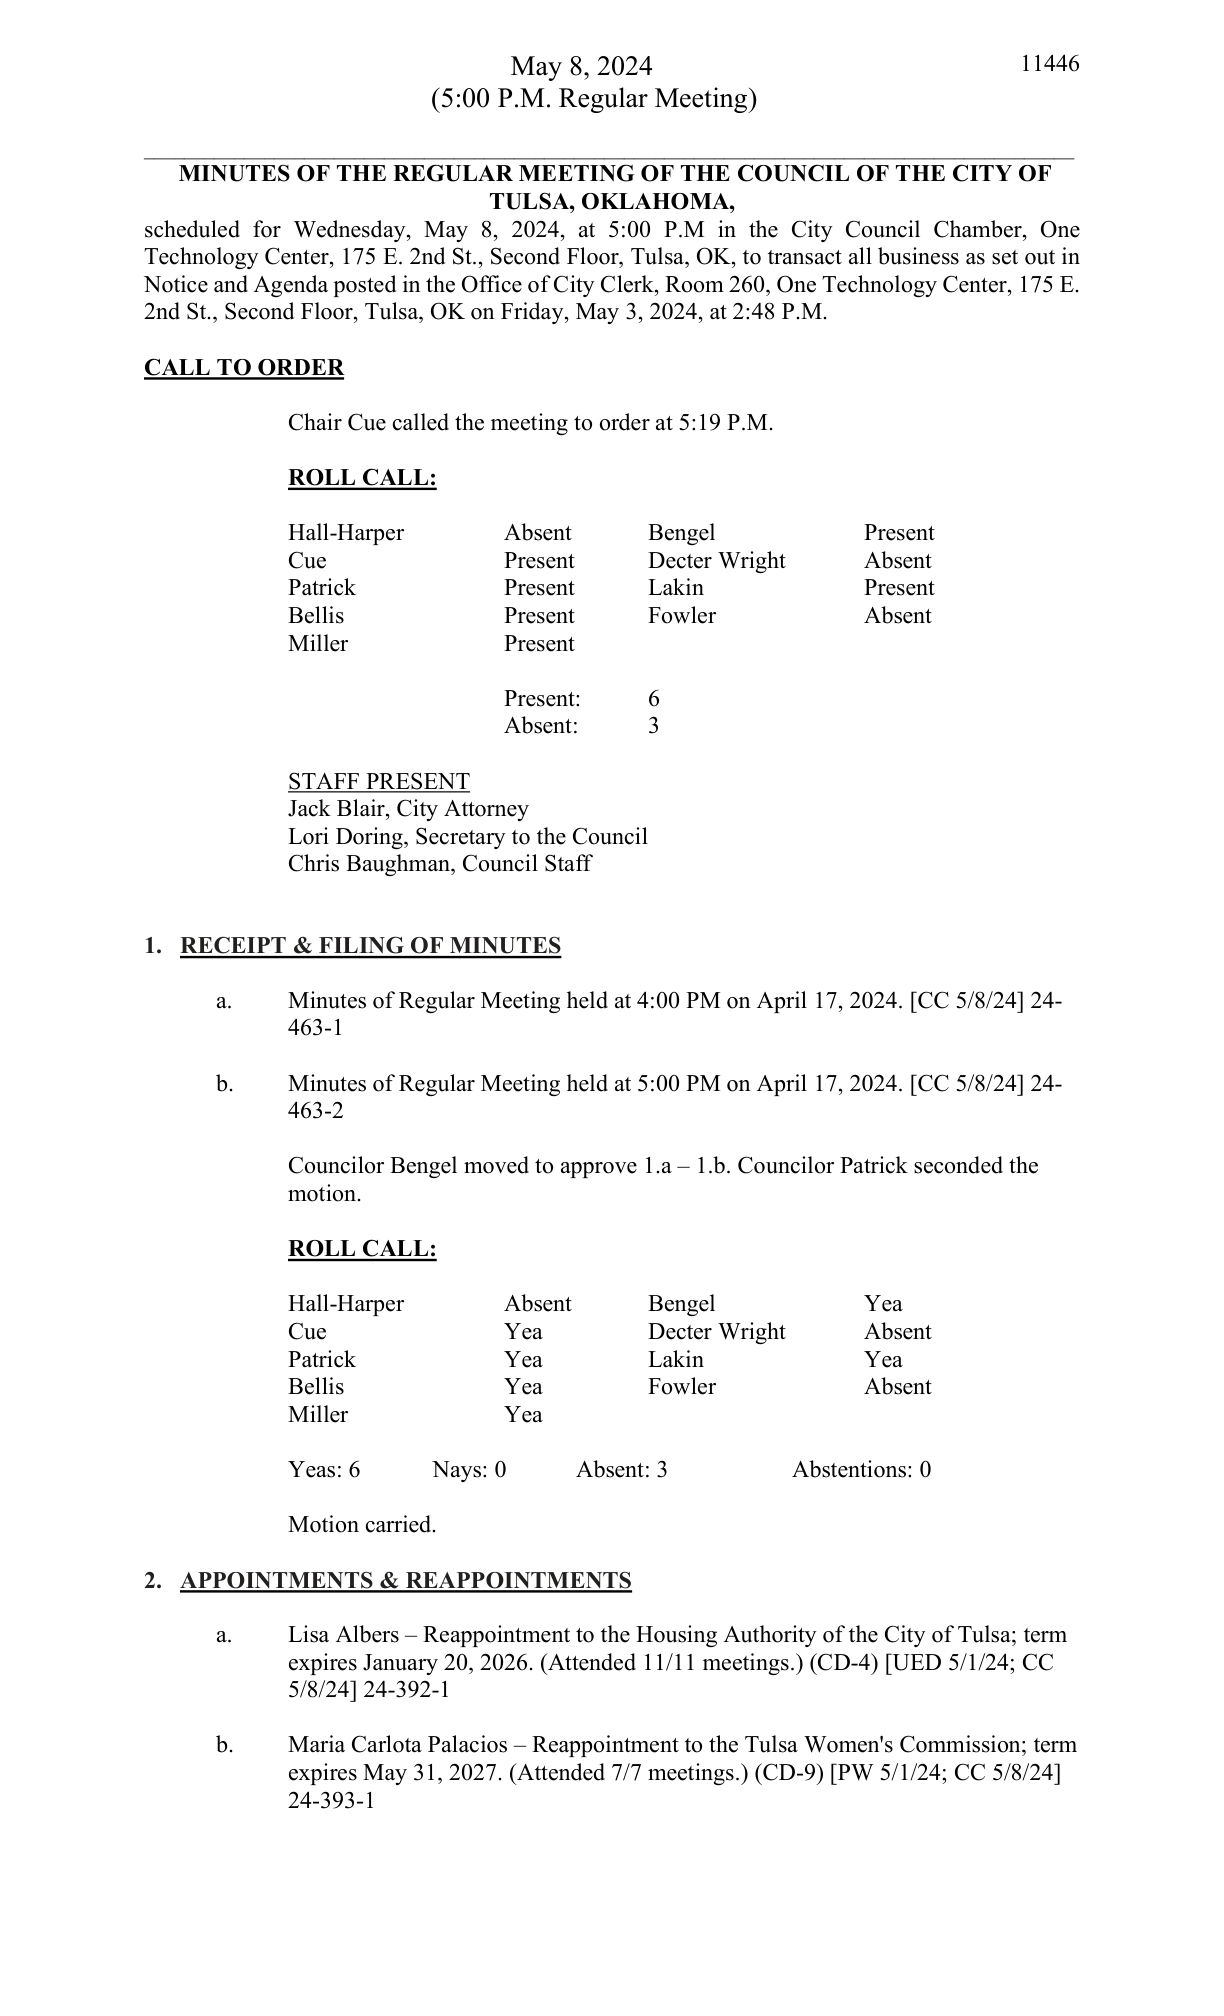 May 8, 2024 11446
(5:00 P.M. Regular Meeting)
MINUTES OF THE REGULAR MEETING OF THE COUNCIL OF THE CITY OF
TULSA, OKLAHOMA,
scheduled for Wednesday, May 8, 2024, at 5:00 P.M in the City Council Chamber, One
Technology Center, 175 E. 2nd St., Second Floor, Tulsa, OK, to transact all business as set out in
Notice and Agenda posted in the Office of City Clerk, Room 260, One Technology Center, 175 E.
2nd St., Second Floor, Tulsa, OK on Friday, May 3, 2024, at 2:48 P.M.
CALL TO ORDER
Chair Cue called the meeting to order at 5:19 P.M.
ROLL CALL:
Hall-Harper Absent Bengel Present
Cue Present Decter Wright Absent
Patrick Present Lakin Present
Bellis Present Fowler Absent
Miller Present
Present: 6
Absent: 3
STAFF PRESENT
Jack Blair, City Attorney
Lori Doring, Secretary to the Council
Chris Baughman, Council Staff
1. RECEIPT & FILING OF MINUTES
a. Minutes of Regular Meeting held at 4:00 PM on April 17, 2024. [CC 5/8/24] 24-
463-1
b. Minutes of Regular Meeting held at 5:00 PM on April 17, 2024. [CC 5/8/24] 24-
463-2
Councilor Bengel moved to approve 1.a – 1.b. Councilor Patrick seconded the
motion.
ROLL CALL:
Hall-Harper Absent Bengel Yea
Cue Yea Decter Wright Absent
Patrick Yea Lakin Yea
Bellis Yea Fowler Absent
Miller Yea
Yeas: 6 Nays: 0 Absent: 3 Abstentions: 0
Motion carried.
2. APPOINTMENTS & REAPPOINTMENTS
a. Lisa Albers – Reappointment to the Housing Authority of the City of Tulsa; term
expires January 20, 2026. (Attended 11/11 meetings.) (CD-4) [UED 5/1/24; CC
5/8/24] 24-392-1
b. Maria Carlota Palacios – Reappointment to the Tulsa Women's Commission; term
expires May 31, 2027. (Attended 7/7 meetings.) (CD-9) [PW 5/1/24; CC 5/8/24]
24-393-1